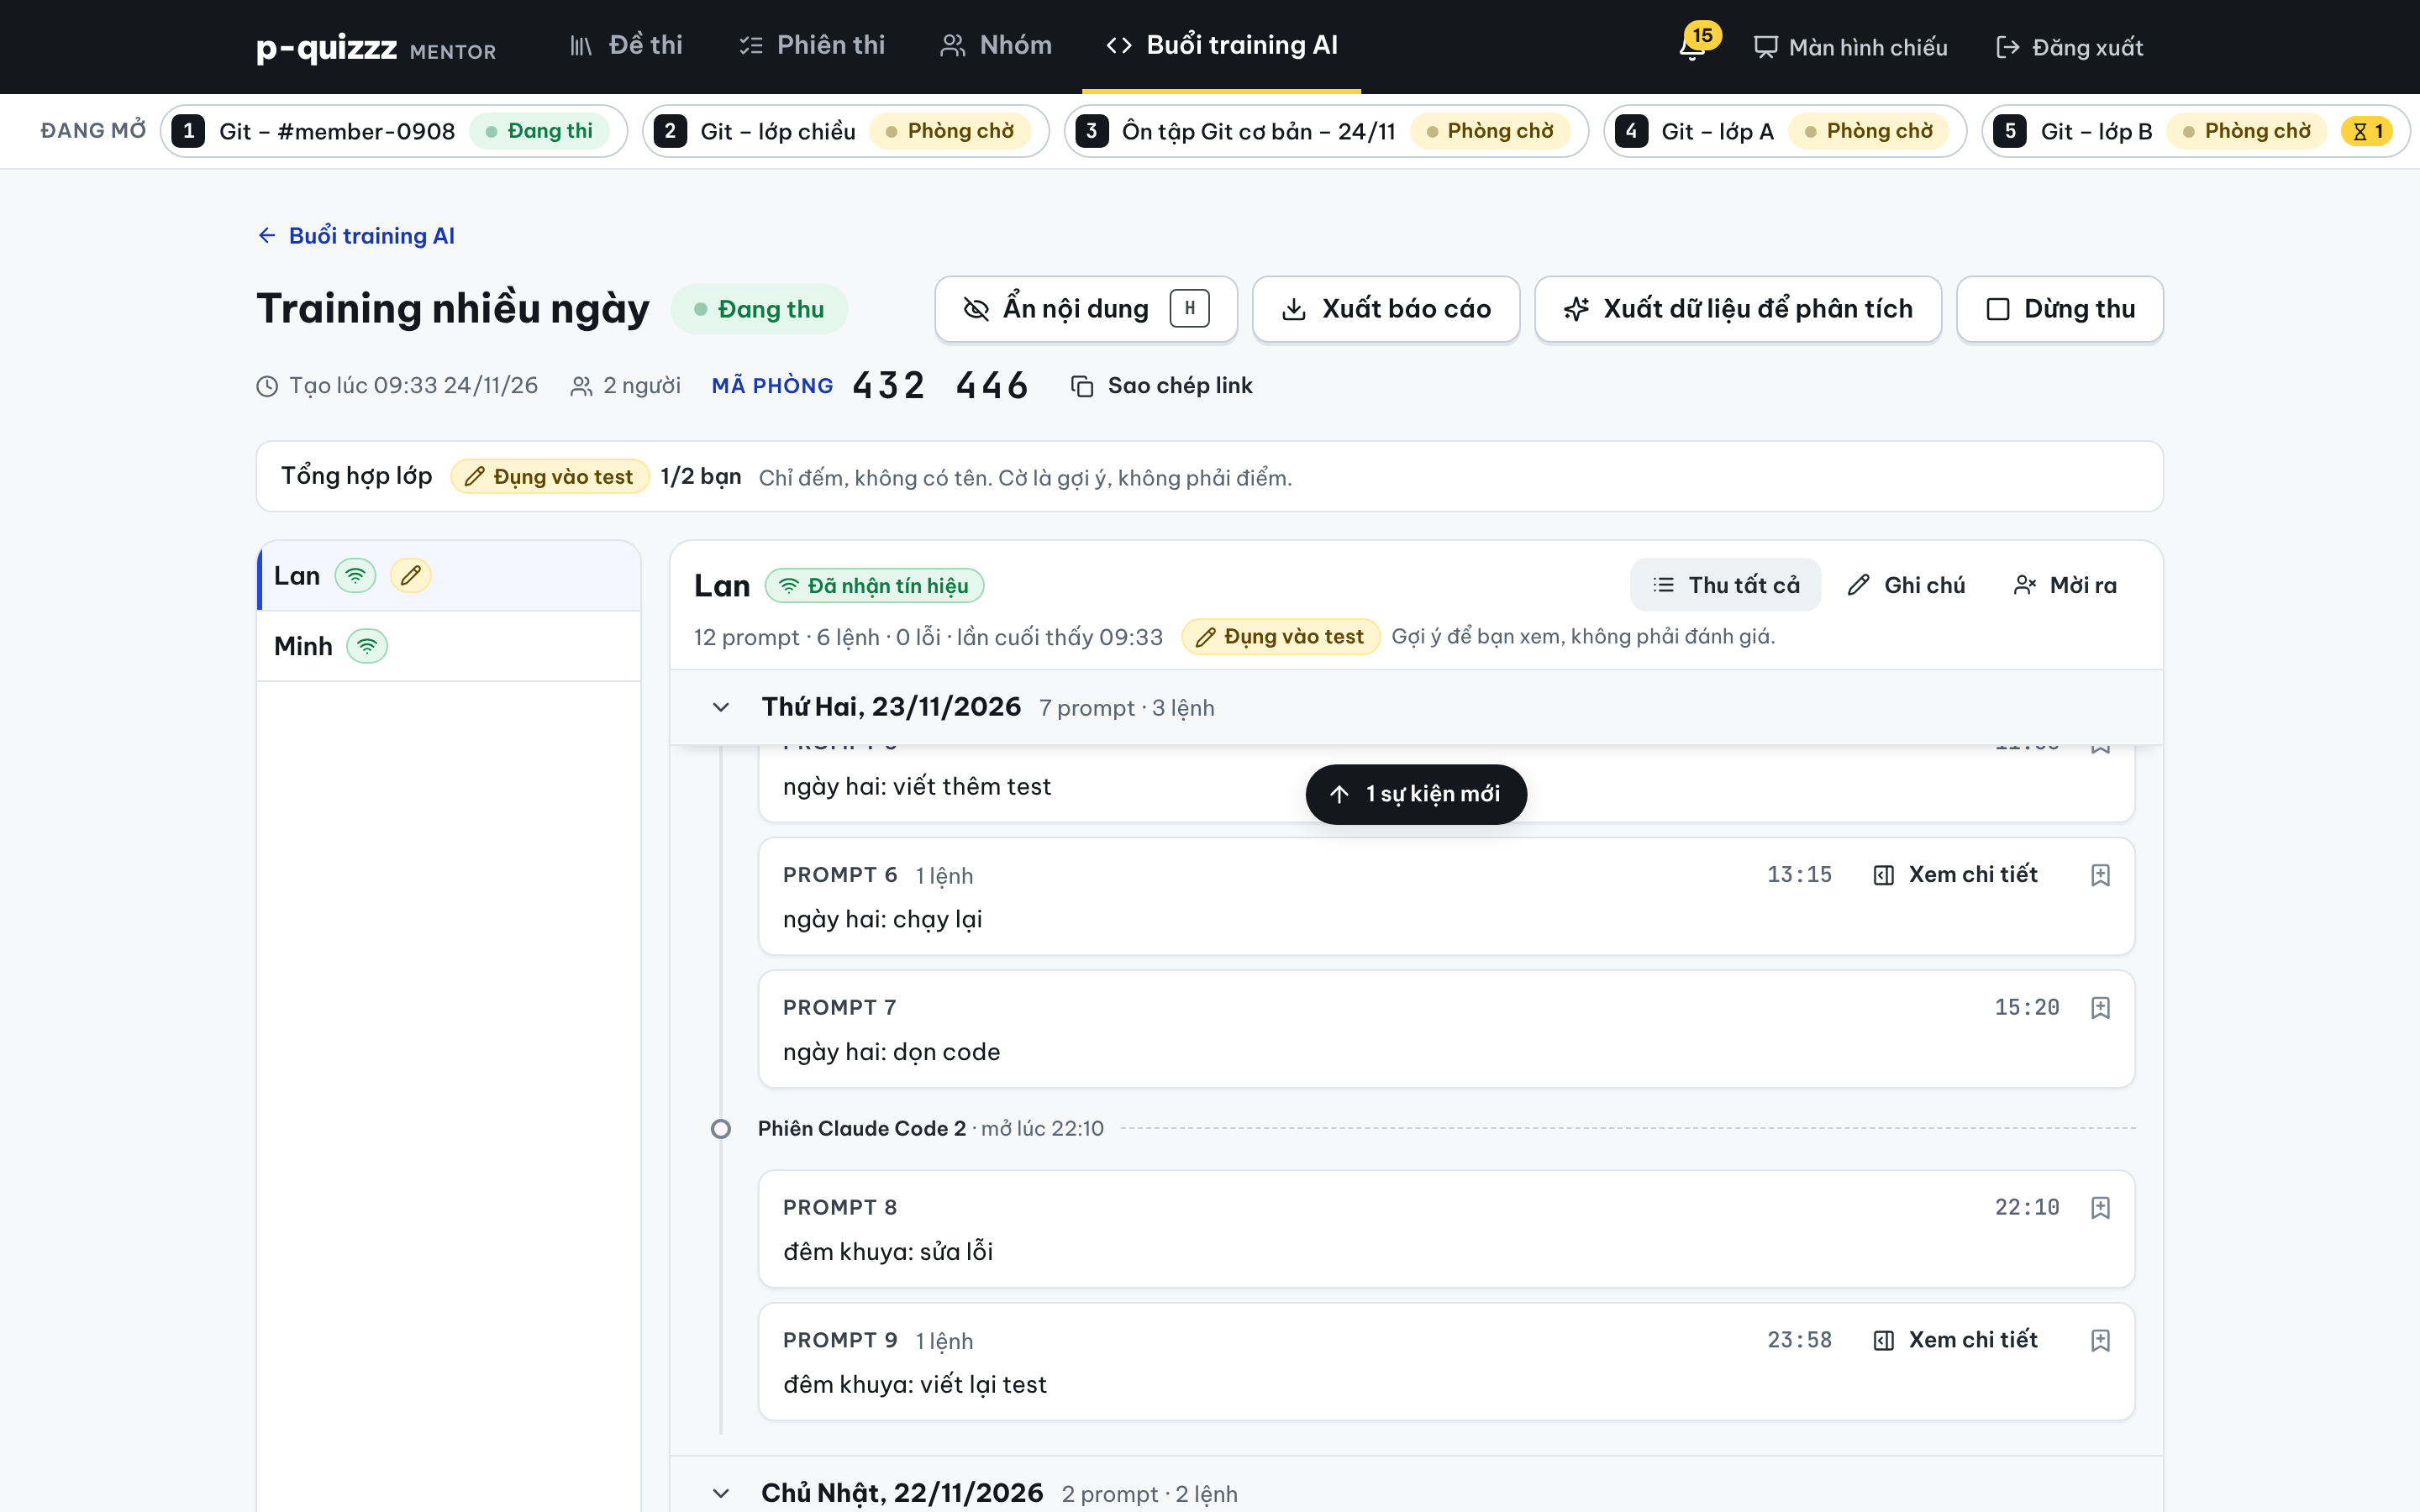 p-quizzz MENTOR
Đề thi
Phiên thi
Nhóm
Buổi training AI
15
Màn hình chiếu
Đăng xuất
ĐANG MỞ
1 Git – #member-0908 Đang thi
2 Git – lớp chiều Phòng chờ
3 Ôn tập Git cơ bản – 24/11 Phòng chờ
4 Git – lớp A Phòng chờ
5 Git – lớp B Phòng chờ 1
Buổi training AI
Training nhiều ngày Đang thu
Ẩn nội dung H
Xuất báo cáo
Xuất dữ liệu để phân tích
Dừng thu
Tạo lúc 09:33 24/11/26 2 người MÃ PHÒNG 432 446 Sao chép link
Tổng hợp lớp Đụng vào test 1/2 bạn Chỉ đếm, không có tên. Cờ là gợi ý, không phải điểm.
Lan
Minh
Lan Đã nhận tín hiệu
Thu tất cả
Ghi chú
Mời ra
12 prompt · 6 lệnh · 0 lỗi · lần cuối thấy 09:33 Đụng vào test Gợi ý để bạn xem, không phải đánh giá.
Thứ Hai, 23/11/2026 7 prompt · 3 lệnh
ngày hai: viết thêm test
1 sự kiện mới
PROMPT 6 1 lệnh 13:15 Xem chi tiết
ngày hai: chạy lại
PROMPT 7 15:20
ngày hai: dọn code
Phiên Claude Code 2 · mở lúc 22:10
PROMPT 8 22:10
đêm khuya: sửa lỗi
PROMPT 9 1 lệnh 23:58 Xem chi tiết
đêm khuya: viết lại test
Chủ Nhật, 22/11/2026 2 prompt · 2 lệnh